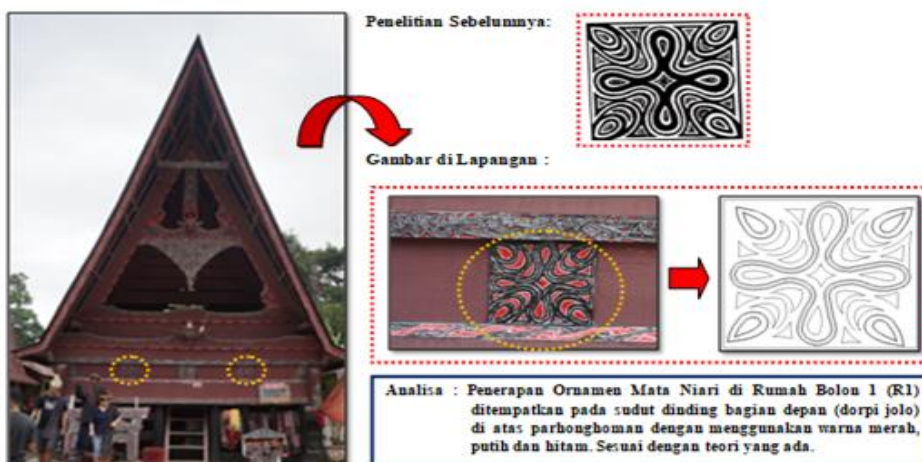 Penelitian Sebelumnya:
Gambar di Lapangan :
Analisa : Penerapan Ornamen Mata Niari di Rumah Bolon 1 (R1)
ditempatkan pada sudut dinding bagian depan (dorpi jolo)
di atas parhonghoman dengan menggunakan warna merah,
putih dan hitam. Sesuai dengan teori yang ada.